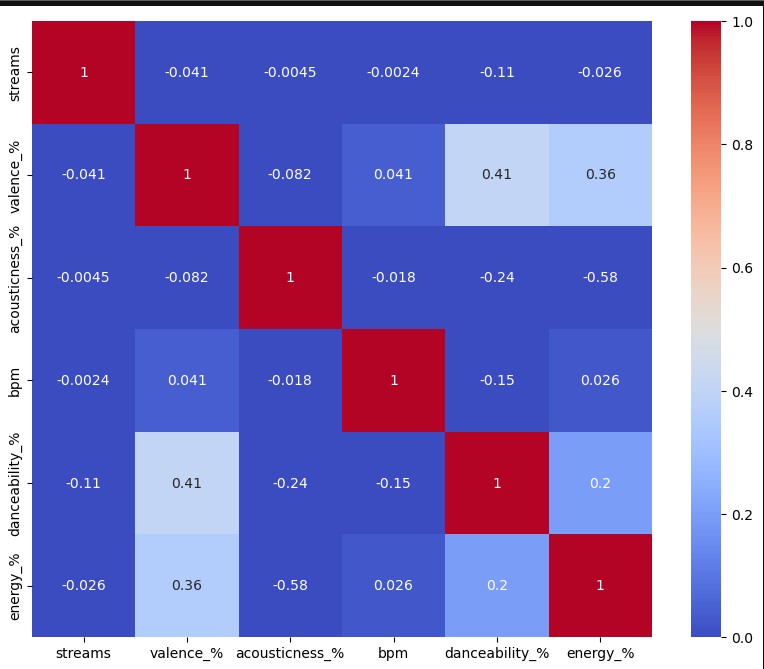 streams 1 -0.041 -0.0045 -0.0024 -0.11 -0.026
valence_% -0.041 1 -0.082 0.041 0.41 0.36
acousticness_% -0.0045 -0.082 1 -0.018 -0.24 -0.58
bpm -0.0024 0.041 -0.018 1 -0.15 0.026
danceability_% -0.11 0.41 -0.24 -0.15 1 0.2
energy_% -0.026 0.36 -0.58 0.026 0.2 1
streams valence_% acousticness_% bpm danceability_% energy_%
1.0
0.8
0.6
0.4
0.2
0.0